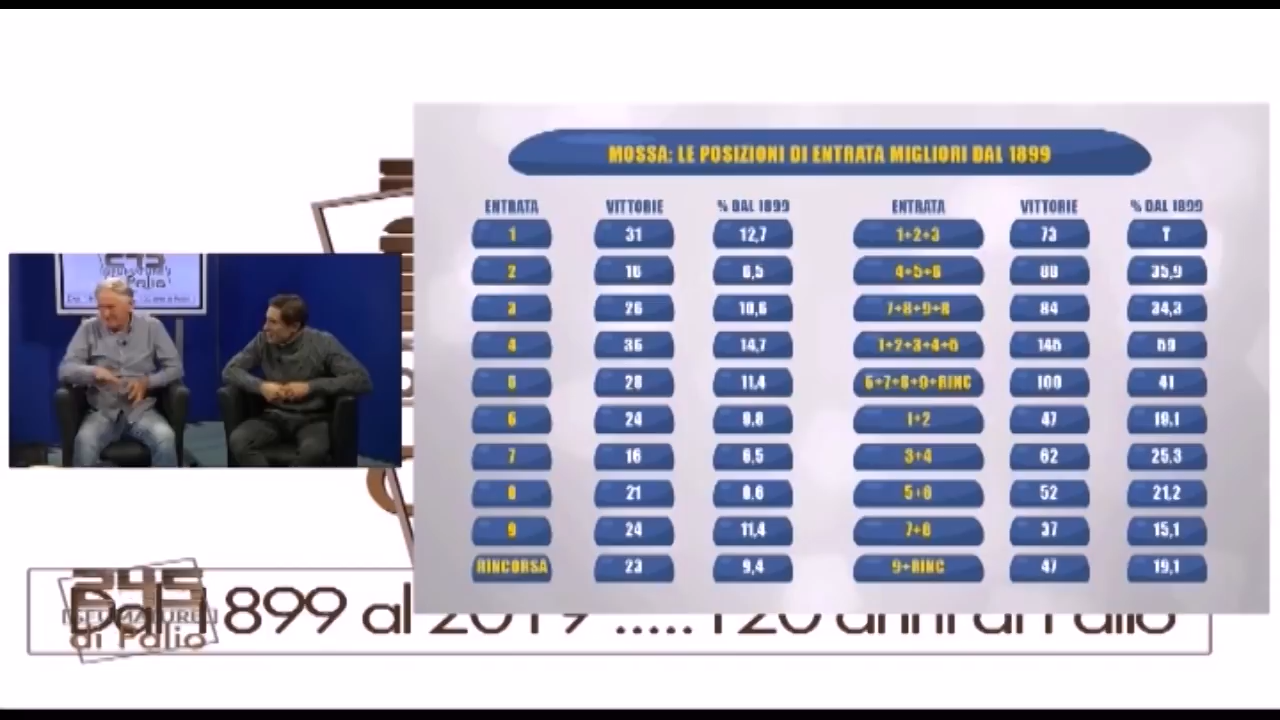 MOSSA: LE POSIZIONI DI ENTRATA MIGLIORI DAL 1899
ENTRATA VITTORIE % DAL 1899 ENTRATA VITTORIE % DAL 1899
1 31 12,7 1+2+3 73 T
2 16 6,5 4+5+6 88 35,9
3 26 10,6 7+8+9+R 84 34,3
4 36 14,7 1+2+3+4+5 145 59
5 28 11,4 6+7+8+9+RINC 100 41
6 24 9,8 1+2 47 19,1
7 16 6,5 3+4 62 25,3
8 21 8,6 5+6 52 21,2
9 24 11,4 7+8 37 15,1
RINCORSA 23 9,4 9+RINC 47 19,1
245
SFUMATURE
di Palio
Dal 1899 al 2019 .....120 anni di Palio